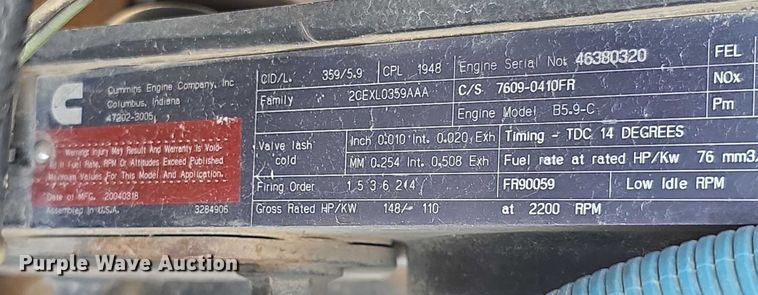 Cummins Engine Company, Inc
Columbus, Indiana
47202-3005
Warning Injury May Result And Warranty Is Void-
If Fuel Rate, RPM Or Altitudes Exceed Published
Maximum Values For This Model And Application.
Date of MFG. 20040318
Assembled in U.S.A. 3284906
CID/L. 359/5.9 CPL 1948 Engine Serial No. 46380320 FEL
Family 2CEXL0359AAA C/S 7609-0410FR NOx
Engine Model B5.9-C Pm
Valve lash cold Inch 0.010 Int. 0.020 Exh Timing - TDC 14 DEGREES
MM 0.254 Int. 0.508 Exh Fuel rate at rated HP/Kw 76 mm3/
Firing Order 1 5 3 6 2 4 FR90059 Low Idle RPM
Gross Rated HP/KW 148/- 110 at 2200 RPM
Purple Wave Auction